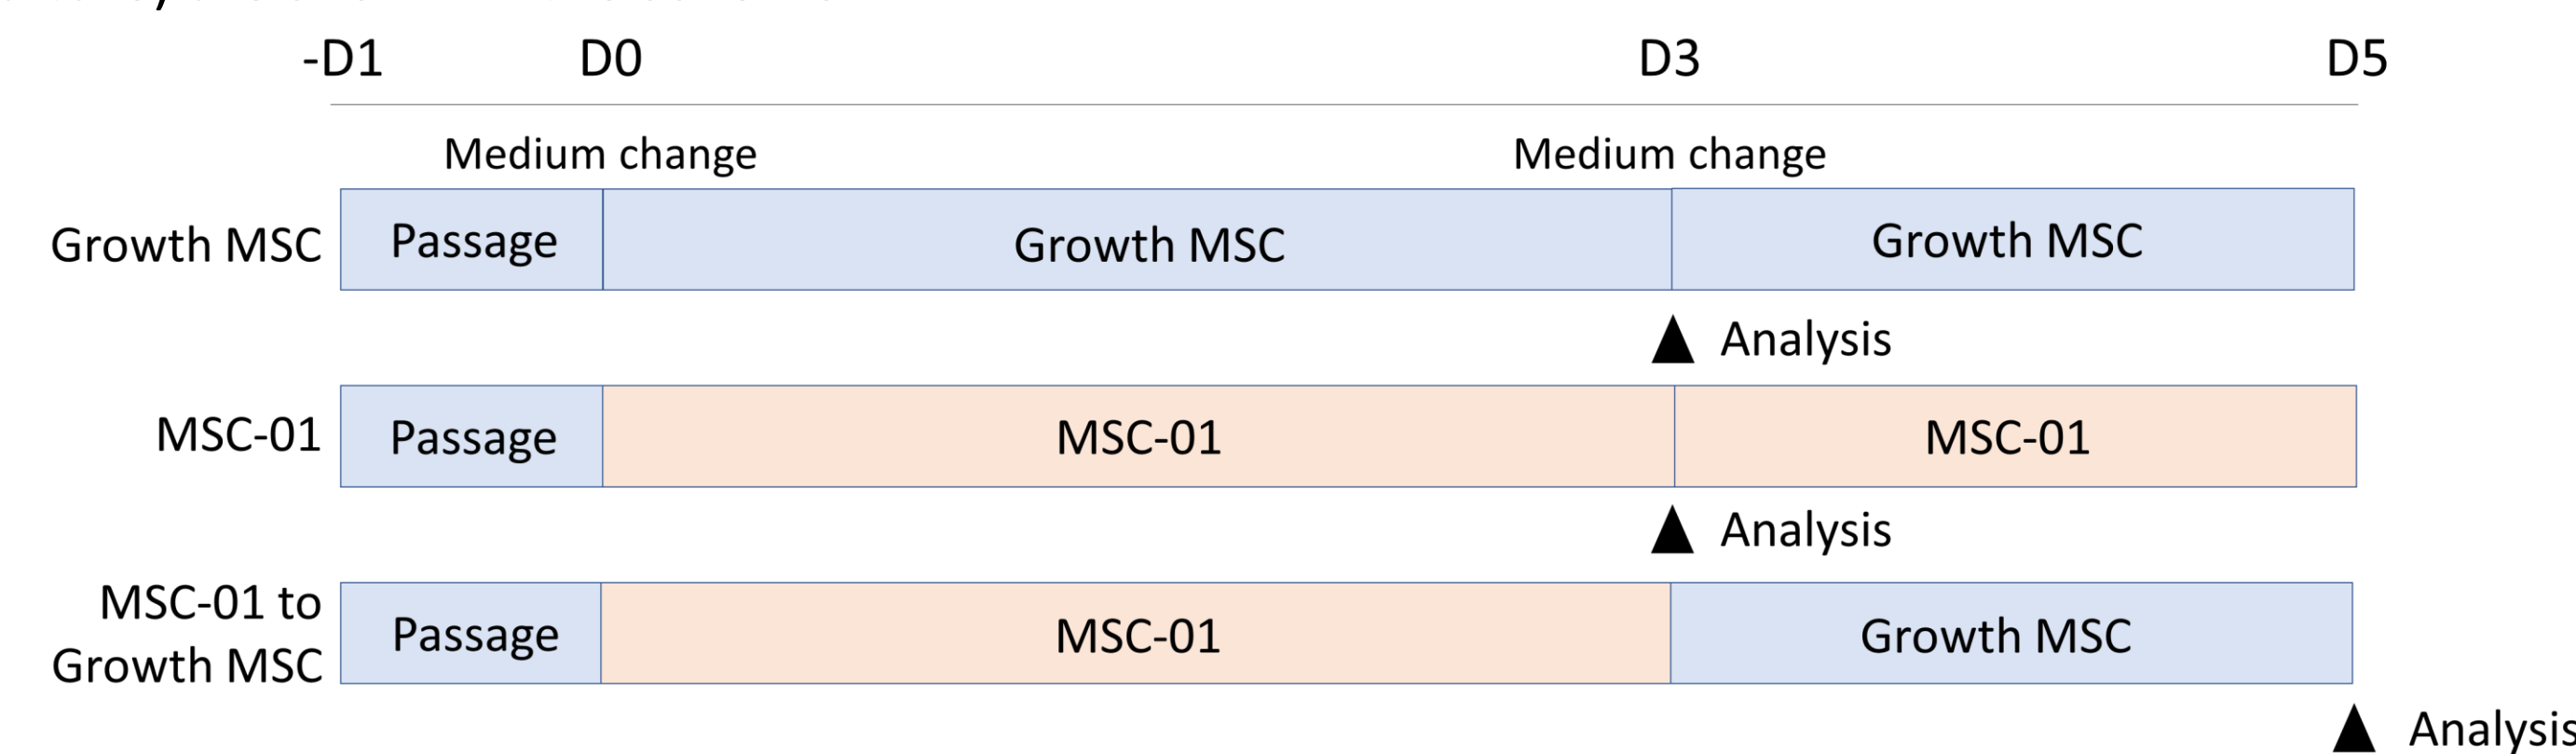 -D1 D0 D3 D5
Medium change Medium change
Growth MSC Passage Growth MSC Growth MSC
Analysis
MSC-01 Passage MSC-01 MSC-01
Analysis
MSC-01 to
Growth MSC
Passage MSC-01 Growth MSC
Analysis